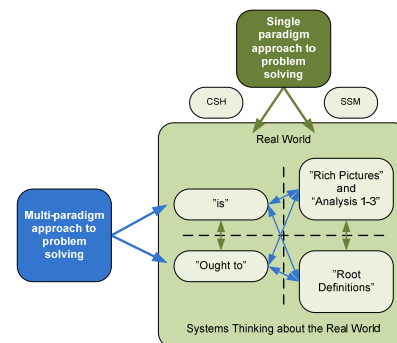 Single
paradigm
approach to
problem
solving
CSH
SSM
Real World
"Rich Pictures"
and
"Analysis 1-3"
"is"
Multi-paradigm
approach to
problem
solving
"Ought to"
"Root
Definitions"
Systems Thinking about the Real World